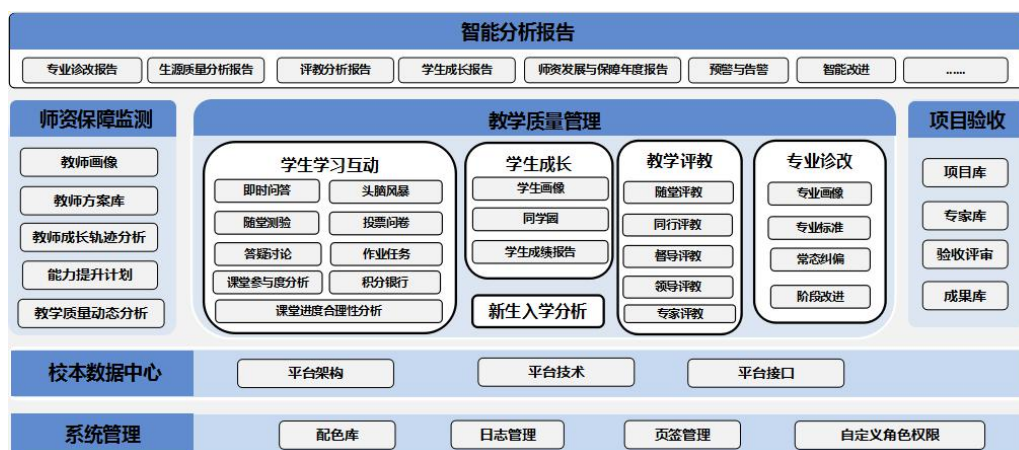 智能分析报告
专业诊改报告 生源质量分析报告 评教分析报告 学生成长报告 师资发展与保障年度报告 预警与告警 智能改进 ......
师资保障监测
教师画像
教师方案库
教师成长轨迹分析
能力提升计划
教学质量动态分析
教学质量管理
学生学习互动
即时问答 头脑风暴
随堂测验 投票问卷
答疑讨论 作业任务
课堂参与度分析 积分银行
课堂进度合理性分析
学生成长
学生画像
同学圈
学生成绩报告
新生入学分析
教学评教
随堂评教
同行评教
督导评教
领导评教
专家评教
专业诊改
专业画像
专业标准
常态纠偏
阶段改进
项目验收
项目库
专家库
验收评审
成果库
校本数据中心 平台架构 平台技术 平台接口
系统管理 配色库 日志管理 页签管理 自定义角色权限